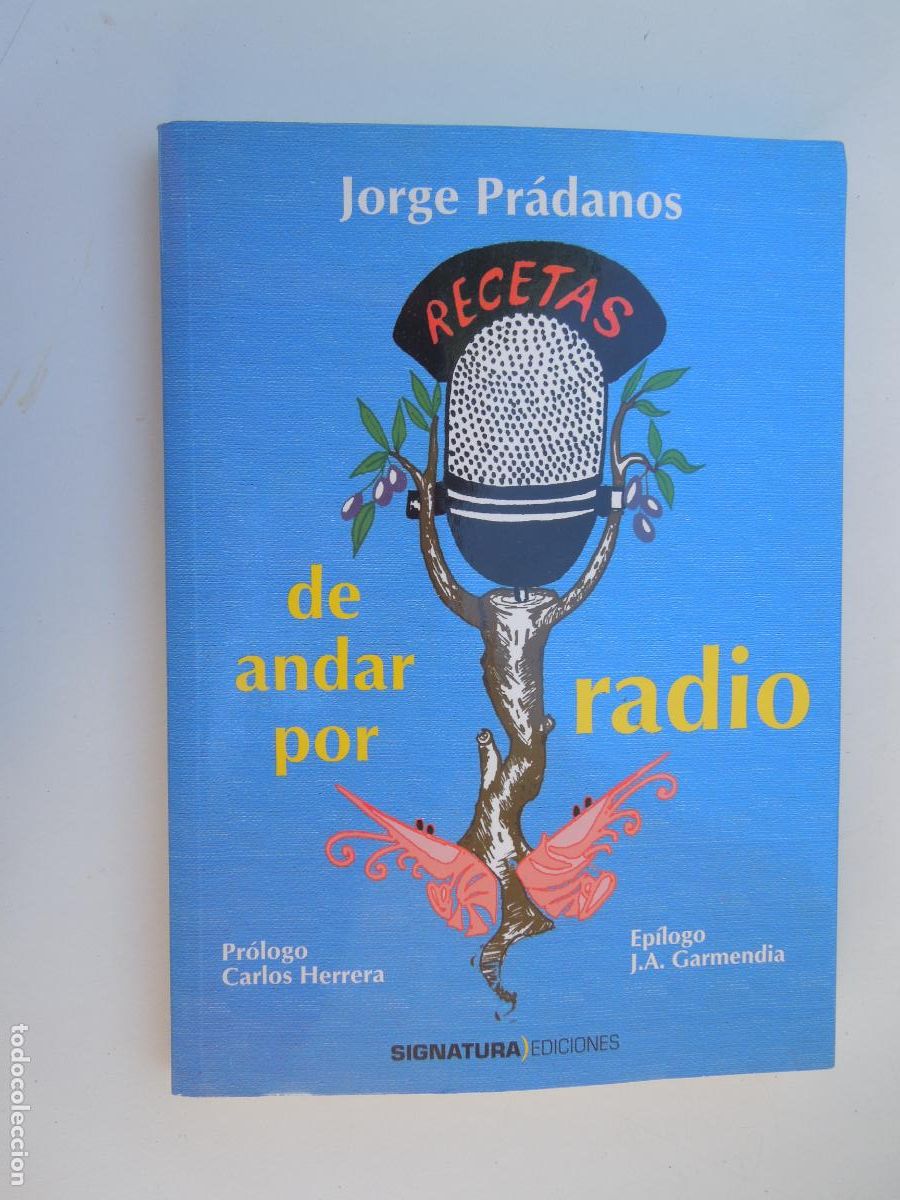 Jorge Prádanos
RECETAS
de
andar
por
radio
Prólogo
Carlos Herrera
Epílogo
J.A. Garmendia
SIGNATURA)EDICIONES
todocoleccion